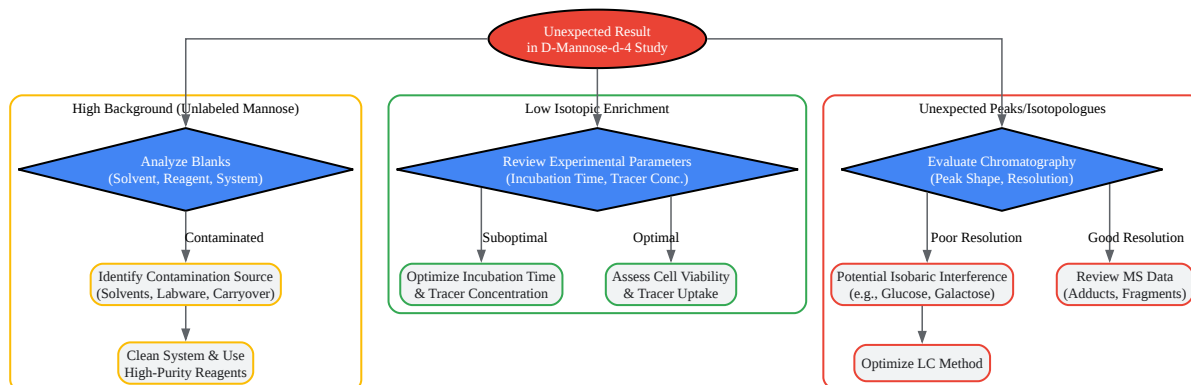 Unexpected Result
in D-Mannose-d-4 Study
High Background (Unlabeled Mannose)
Analyze Blanks
(Solvent, Reagent, System)
Contaminated
Identify Contamination Source
(Solvents, Labware, Carryover)
Clean System & Use
High-Purity Reagents
Low Isotopic Enrichment
Review Experimental Parameters
(Incubation Time, Tracer Conc.)
Suboptimal
Optimal
Optimize Incubation Time
& Tracer Concentration
Assess Cell Viability
& Tracer Uptake
Unexpected Peaks/Isotopologues
Evaluate Chromatography
(Peak Shape, Resolution)
Poor Resolution
Good Resolution
Potential Isobaric Interference
(e.g., Glucose, Galactose)
Review MS Data
(Adducts, Fragments)
Optimize LC Method